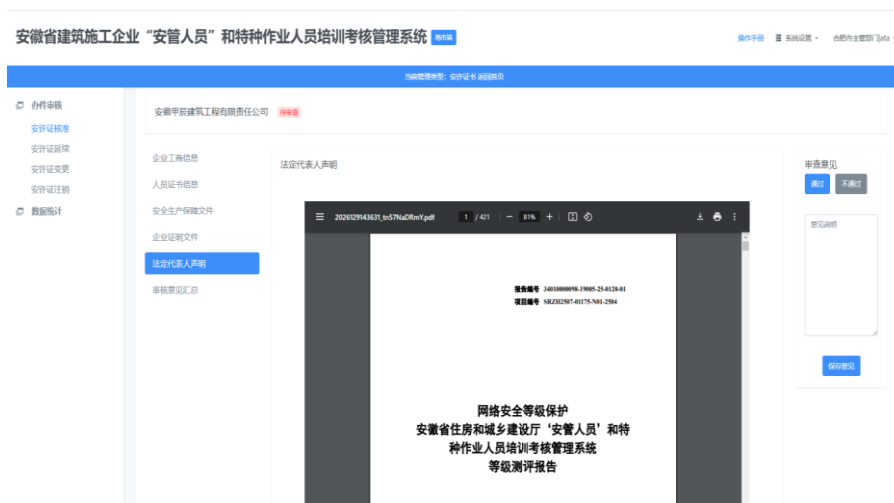 安徽省建筑施工企业“安管人员”和特种作业人员培训考核管理系统 地市端
操作手册 系统设置 合肥市主管部门ata
当前管理类型：安许证书 返回首页
办件审核
安许证核准
安许证延续
安许证变更
安许证注销
数据统计
安徽甲辰建筑工程有限责任公司 待审查
企业工商信息
人员证书信息
安全生产保障文件
企业证明文件
法定代表人声明
审核意见汇总
法定代表人声明
2026129143631_tnS7NaDRmY.pdf 1 / 421 81%
报告编号 J4010000098-19005-25-0120-01
项目编号 SRZH2507-01175-N01-2504
网络安全等级保护
安徽省住房和城乡建设厅‘安管人员’和特
种作业人员培训考核管理系统
等级测评报告
审查意见
通过 不通过
意见说明
保存意见